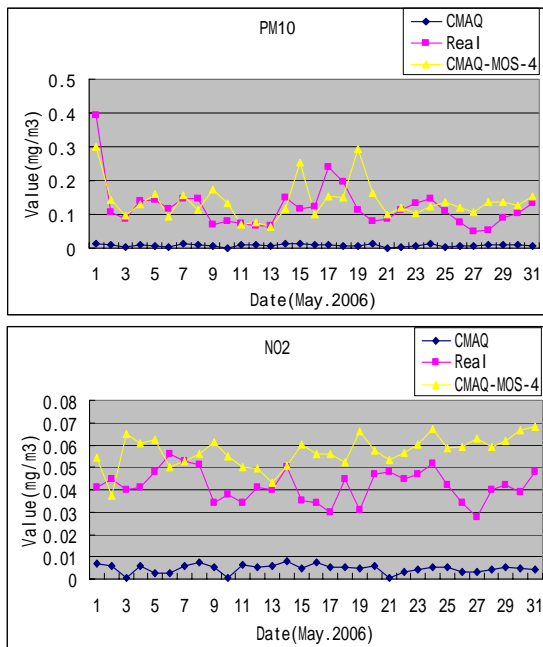 PM10
CMAQ
Real
CMAQ-MOS-4
Value(mg/m3)
0.5
0.4
0.3
0.2
0.1
0
1 3 5 7 9 11 13 15 17 19 21 23 25 27 29 31
Date(May.2006)
NO2
CMAQ
Real
CMAQ-MOS-4
Value(mg/m3)
0.08
0.07
0.06
0.05
0.04
0.03
0.02
0.01
0
1 3 5 7 9 11 13 15 17 19 21 23 25 27 29 31
Date(May.2006)